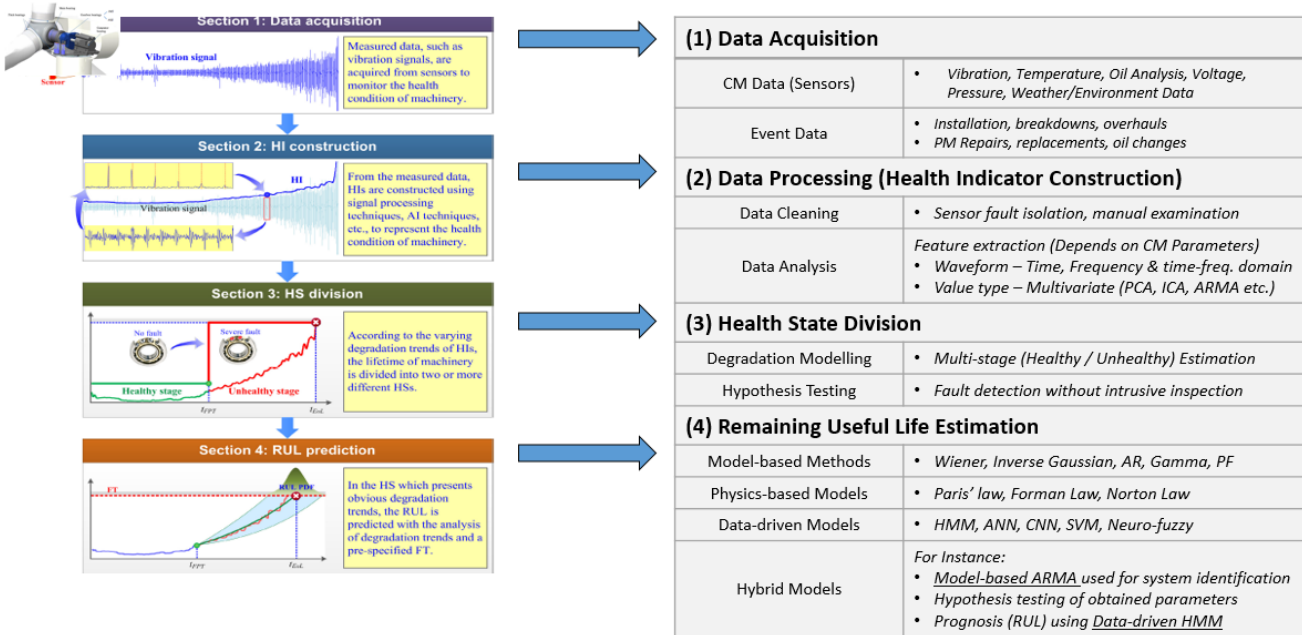 Section 1: Data acquisition
Vibration signal
Measured data, such as
vibration signals, are
acquired from sensors to
monitor the health
condition of machinery.
Sensor
Section 2: HI construction
HI
Vibration signal
From the measured data,
HIs are constructed using
signal processing
techniques, AI techniques,
etc., to represent the health
condition of machinery.
Section 3: HS division
No fault
Severe fault
Healthy stage
Unhealthy stage
tFPT
tEoL
According to the varying
degradation trends of HIs,
the lifetime of machinery
is divided into two or more
different HSs.
Section 4: RUL prediction
FT
RUL PDF
tFPT
tEoL
In the HS which presents
obvious degradation
trends, the RUL is
predicted with the analysis
of degradation trends and a
pre-specified FT.
(1) Data Acquisition
CM Data (Sensors)
• Vibration, Temperature, Oil Analysis, Voltage,
Pressure, Weather/Environment Data
Event Data
• Installation, breakdowns, overhauls
• PM Repairs, replacements, oil changes
(2) Data Processing (Health Indicator Construction)
Data Cleaning
• Sensor fault isolation, manual examination
Data Analysis
Feature extraction (Depends on CM Parameters)
• Waveform – Time, Frequency & time-freq. domain
• Value type – Multivariate (PCA, ICA, ARMA etc.)
(3) Health State Division
Degradation Modelling
• Multi-stage (Healthy / Unhealthy) Estimation
Hypothesis Testing
• Fault detection without intrusive inspection
(4) Remaining Useful Life Estimation
Model-based Methods
• Wiener, Inverse Gaussian, AR, Gamma, PF
Physics-based Models
• Paris’ law, Forman Law, Norton Law
Data-driven Models
• HMM, ANN, CNN, SVM, Neuro-fuzzy
Hybrid Models
For Instance:
• Model-based ARMA used for system identification
• Hypothesis testing of obtained parameters
• Prognosis (RUL) using Data-driven HMM